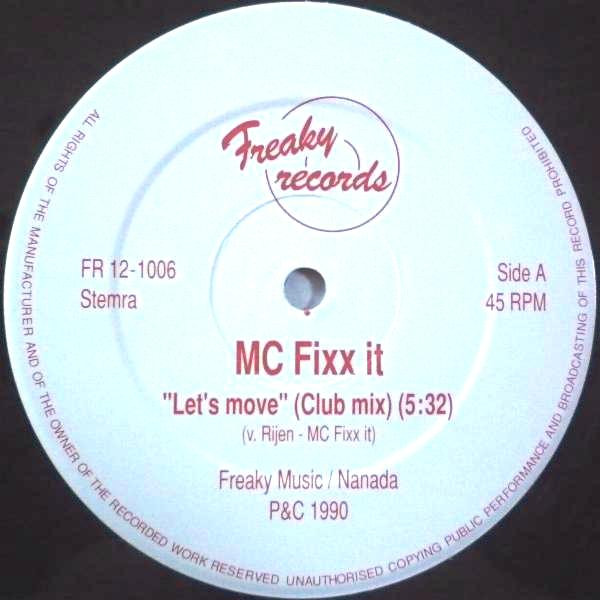 Freaky
records
FR 12-1006
Stemra
Side A
45 RPM
MC Fixx it
"Let's move" (Club mix) (5:32)
(v. Rijen - MC Fixx it)
Freaky Music / Nanada
P&C 1990
ALL RIGHTS OF THE MANUFACTURER AND OF THE OWNER OF THE RECORDED WORK RESERVED UNAUTHORISED COPYING PUBLIC PERFORMANCE AND BROADCASTING OF THIS RECORD PROHIBITED